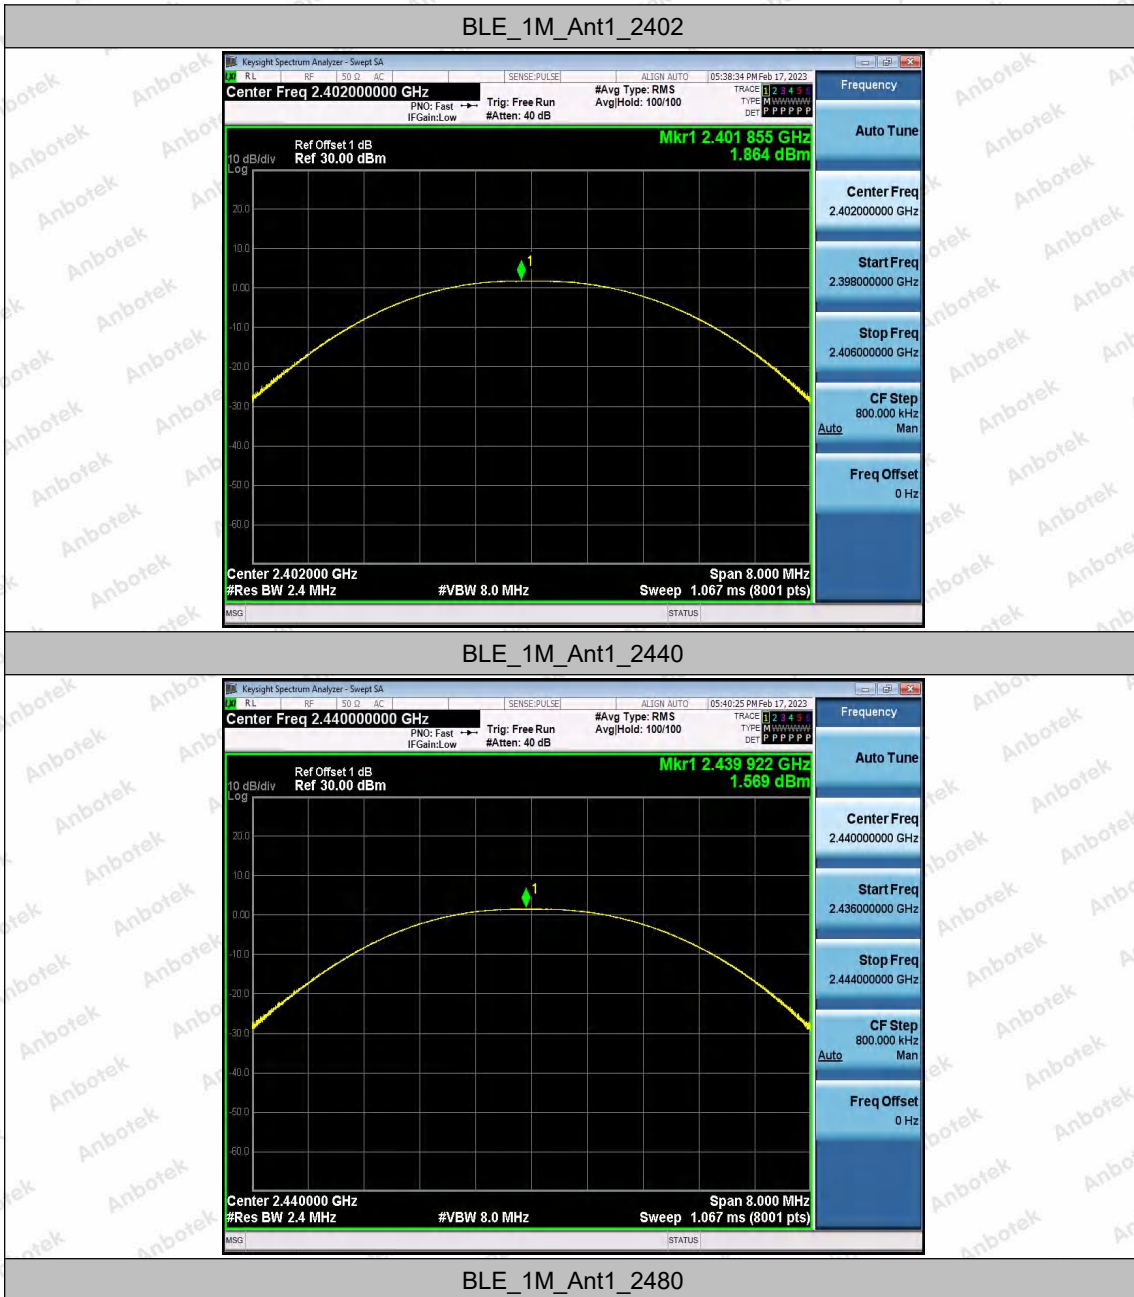 BLE_1M_Ant1_2402
Keysight Spectrum Analyzer - Swept SA
LXI RL RF 50 Ω AC SENSE:PULSE ALIGN AUTO 05:38:34 PM Feb 17, 2023
Center Freq 2.402000000 GHz
PNO: Fast
IFGain:Low
Trig: Free Run
#Atten: 40 dB
#Avg Type: RMS
Avg|Hold: 100/100
TRACE 1 2 3 4 5 6
TYPE M WWWWW
DET P P P P P P
Frequency
Mkr1 2.401 855 GHz
1.864 dBm
Ref Offset 1 dB
10 dB/div Ref 30.00 dBm
Log
20.0
10.0
0.00
-10.0
-20.0
-30.0
-40.0
-50.0
-60.0
1
Center 2.402000 GHz Span 8.000 MHz
#Res BW 2.4 MHz #VBW 8.0 MHz Sweep 1.067 ms (8001 pts)
MSG STATUS
Auto Tune
Center Freq
2.402000000 GHz
Start Freq
2.398000000 GHz
Stop Freq
2.406000000 GHz
CF Step
800.000 kHz
Auto Man
Freq Offset
0 Hz
BLE_1M_Ant1_2440
Keysight Spectrum Analyzer - Swept SA
LXI RL RF 50 Ω AC SENSE:PULSE ALIGN AUTO 05:40:25 PM Feb 17, 2023
Center Freq 2.440000000 GHz
PNO: Fast
IFGain:Low
Trig: Free Run
#Atten: 40 dB
#Avg Type: RMS
Avg|Hold: 100/100
TRACE 1 2 3 4 5 6
TYPE M WWWWW
DET P P P P P P
Frequency
Mkr1 2.439 922 GHz
1.569 dBm
Ref Offset 1 dB
10 dB/div Ref 30.00 dBm
Log
20.0
10.0
0.00
-10.0
-20.0
-30.0
-40.0
-50.0
-60.0
1
Center 2.440000 GHz Span 8.000 MHz
#Res BW 2.4 MHz #VBW 8.0 MHz Sweep 1.067 ms (8001 pts)
MSG STATUS
Auto Tune
Center Freq
2.440000000 GHz
Start Freq
2.436000000 GHz
Stop Freq
2.444000000 GHz
CF Step
800.000 kHz
Auto Man
Freq Offset
0 Hz
BLE_1M_Ant1_2480